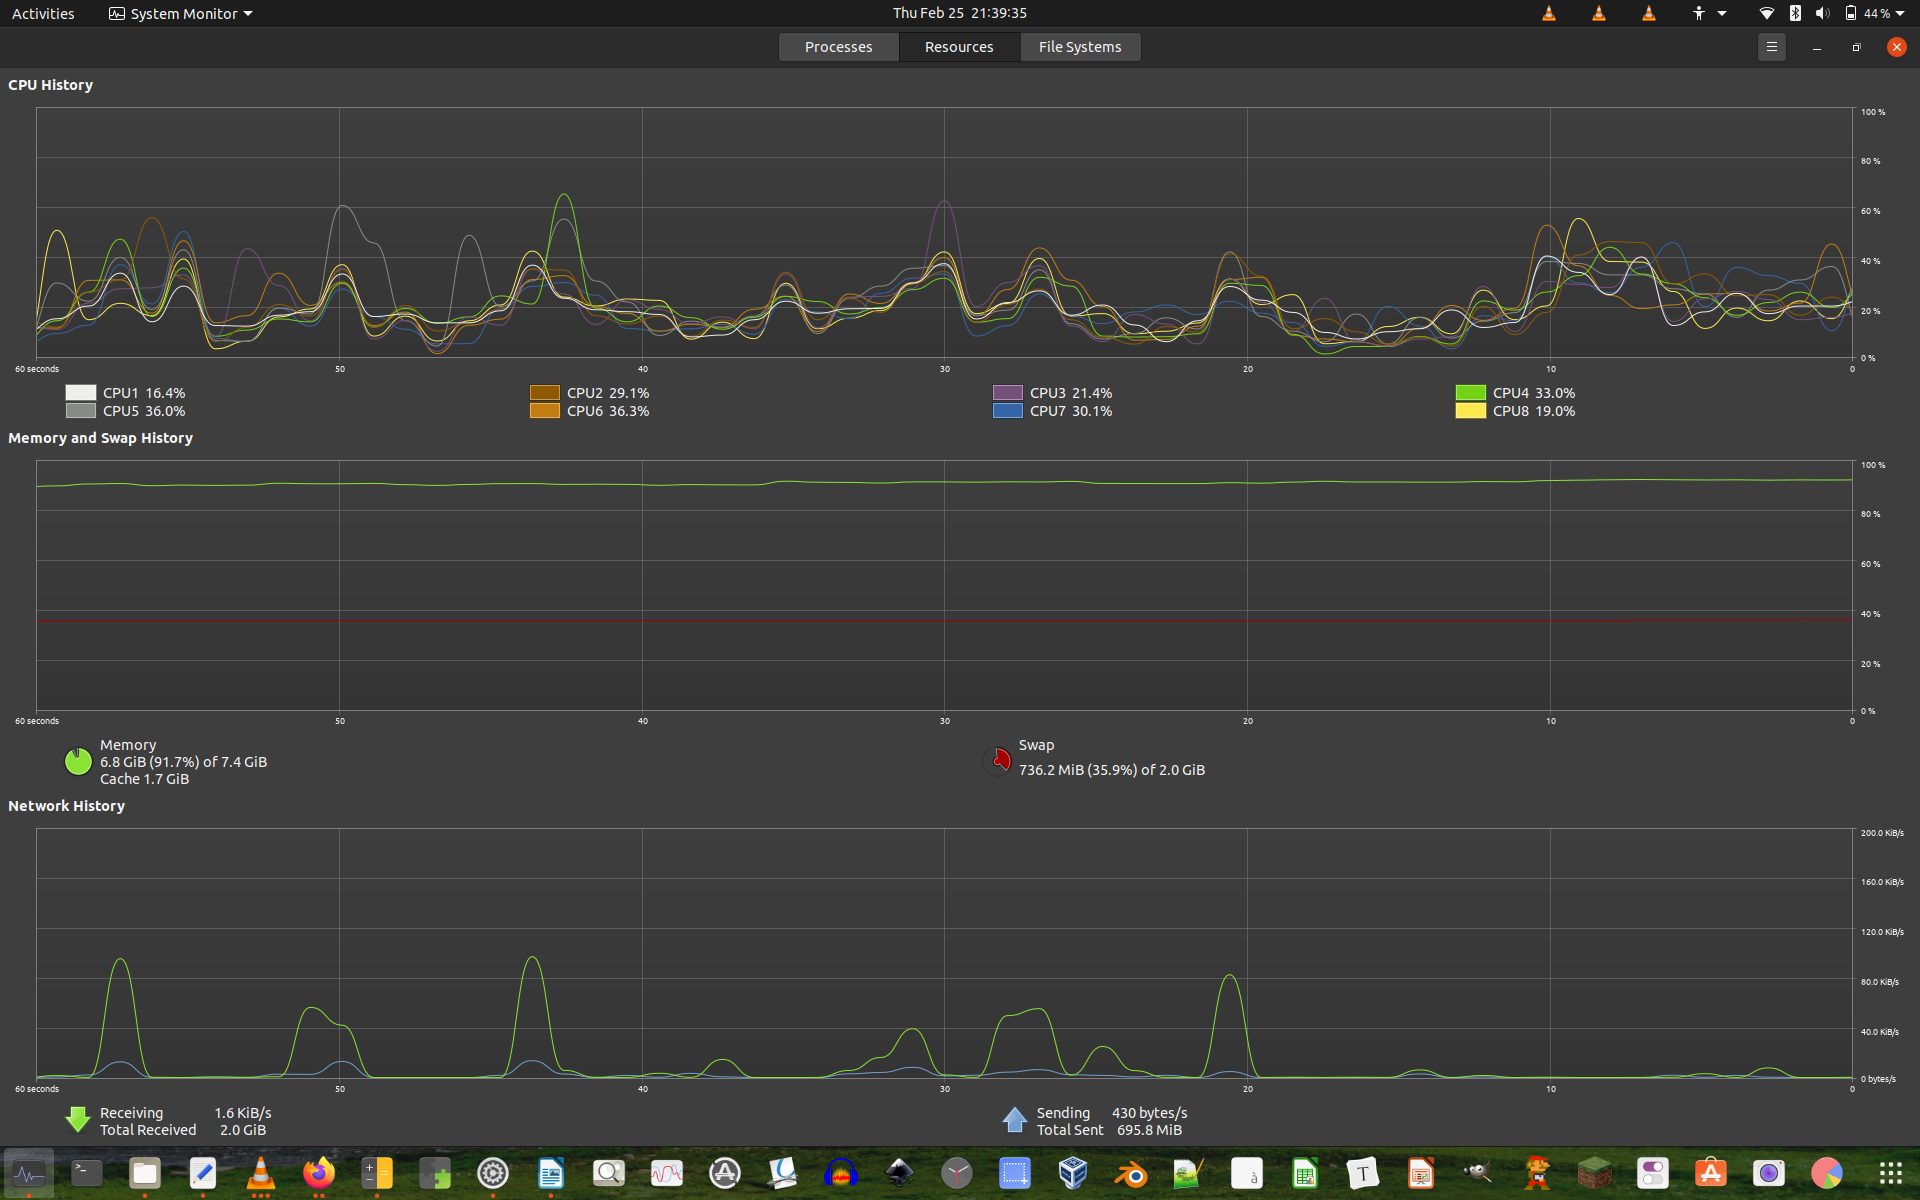 Activities System Monitor Thu Feb 25 21:39:35 44 %
Processes Resources File Systems
CPU History
100 %
80 %
60 %
40 %
20 %
0 %
60 seconds 50 40 30 20 10 0
CPU1 16.4% CPU2 29.1% CPU3 21.4% CPU4 33.0%
CPU5 36.0% CPU6 36.3% CPU7 30.1% CPU8 19.0%
Memory and Swap History
100 %
80 %
60 %
40 %
20 %
0 %
60 seconds 50 40 30 20 10 0
Memory
6.8 GiB (91.7%) of 7.4 GiB
Cache 1.7 GiB
Swap
736.2 MiB (35.9%) of 2.0 GiB
Network History
200.0 KiB/s
160.0 KiB/s
120.0 KiB/s
80.0 KiB/s
40.0 KiB/s
0 bytes/s
60 seconds 50 40 30 20 10 0
Receiving 1.6 KiB/s
Total Received 2.0 GiB
Sending 430 bytes/s
Total Sent 695.8 MiB